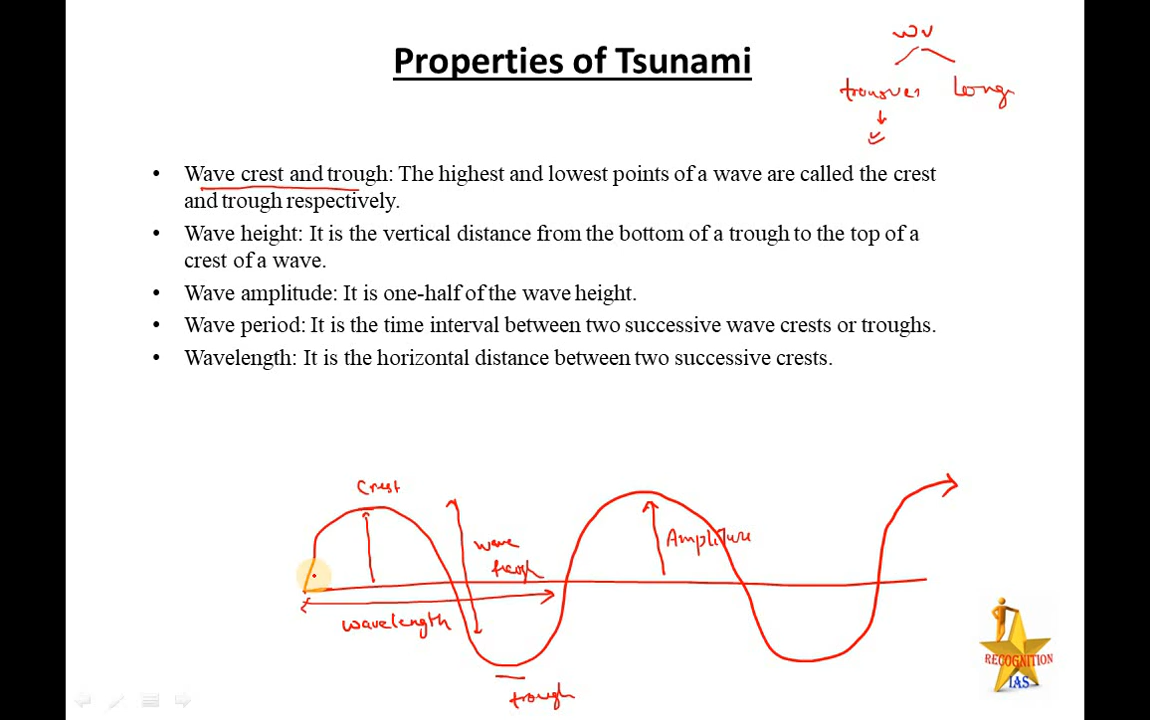 wv
Properties of Tsunami
transver long
• Wave crest and trough: The highest and lowest points of a wave are called the crest
and trough respectively.
• Wave height: It is the vertical distance from the bottom of a trough to the top of a
crest of a wave.
• Wave amplitude: It is one-half of the wave height.
• Wave period: It is the time interval between two successive wave crests or troughs.
• Wavelength: It is the horizontal distance between two successive crests.
Crest
wave
Ampliture
wavelength
trough
RECOGNITION
IAS